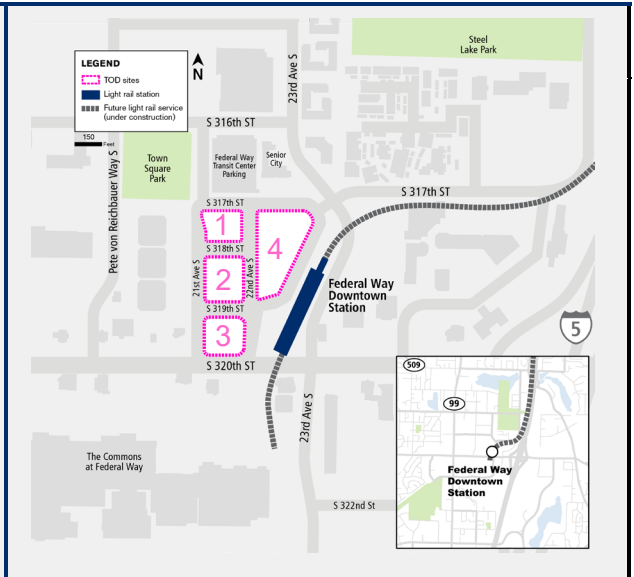 Steel
Lake Park
LEGEND
TOD sites
Light rail station
Future light rail service
(under construction)
N
150
Feet
23rd Ave S
S 316th ST
Town
Square
Park
Federal Way
Transit Center
Parking
Senior
City
Pete von Reichbauer Way S
S 317th ST
S 317th ST
1
4
S 318th ST
21st Ave S
2
22nd Ave S
Federal Way
Downtown
Station
S 319th ST
3
5
S 320th ST
509
99
23rd Ave S
The Commons
at Federal Way
Federal Way
Downtown
Station
S 322nd St